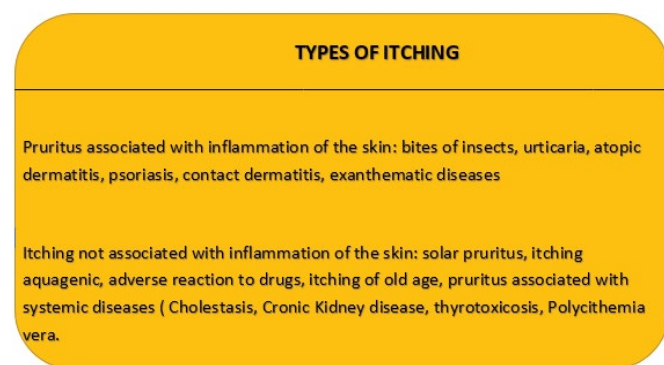 TYPES OF ITCHING
Pruritus associated with inflammation of the skin: bites of insects, urticaria, atopic
dermatitis, psoriasis, contact dermatitis, exanthematic diseases
Itching not associated with inflammation of the skin: solar pruritus, itching
aquagenic, adverse reaction to drugs, itching of old age, pruritus associated with
systemic diseases ( Cholestasis, Cronic Kidney disease, thyrotoxicosis, Polycithemia
vera.